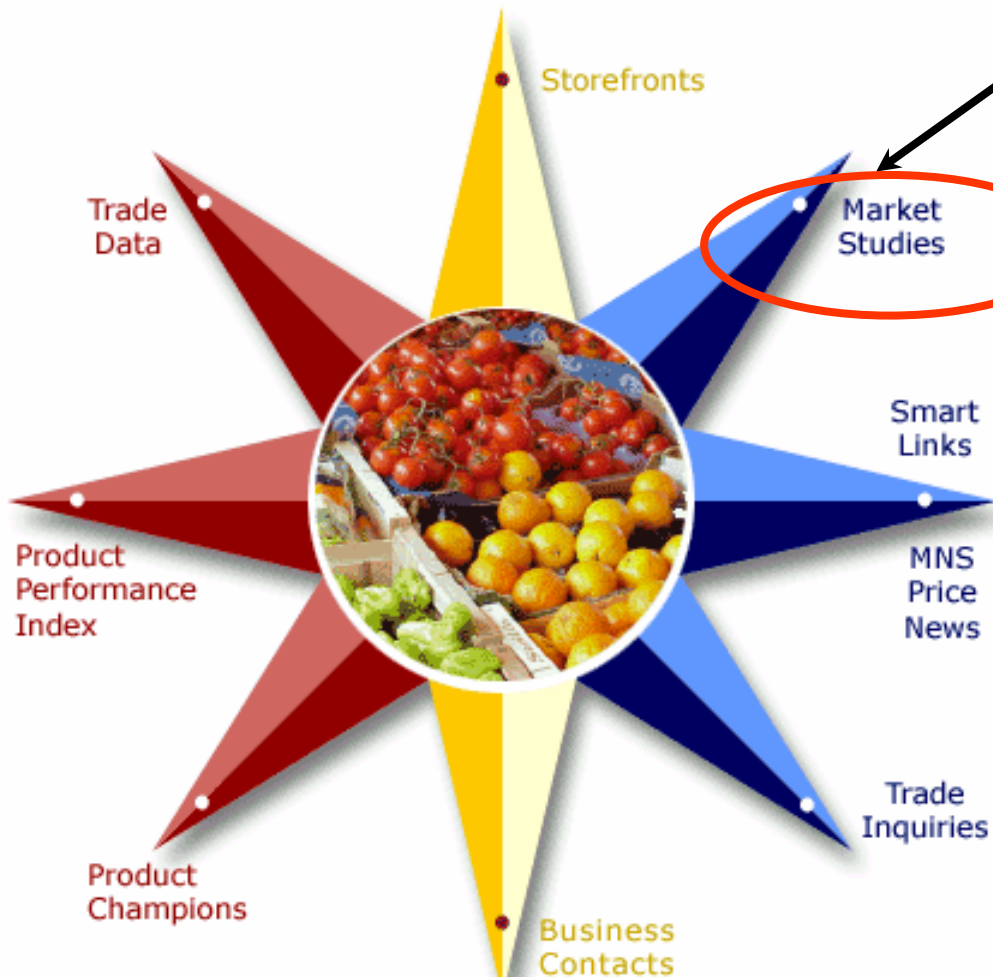 Storefronts
Trade
Data
Market
Studies
Smart
Links
Product
Performance
Index
MNS
Price
News
Trade
Inquiries
Product
Champions
Business
Contacts